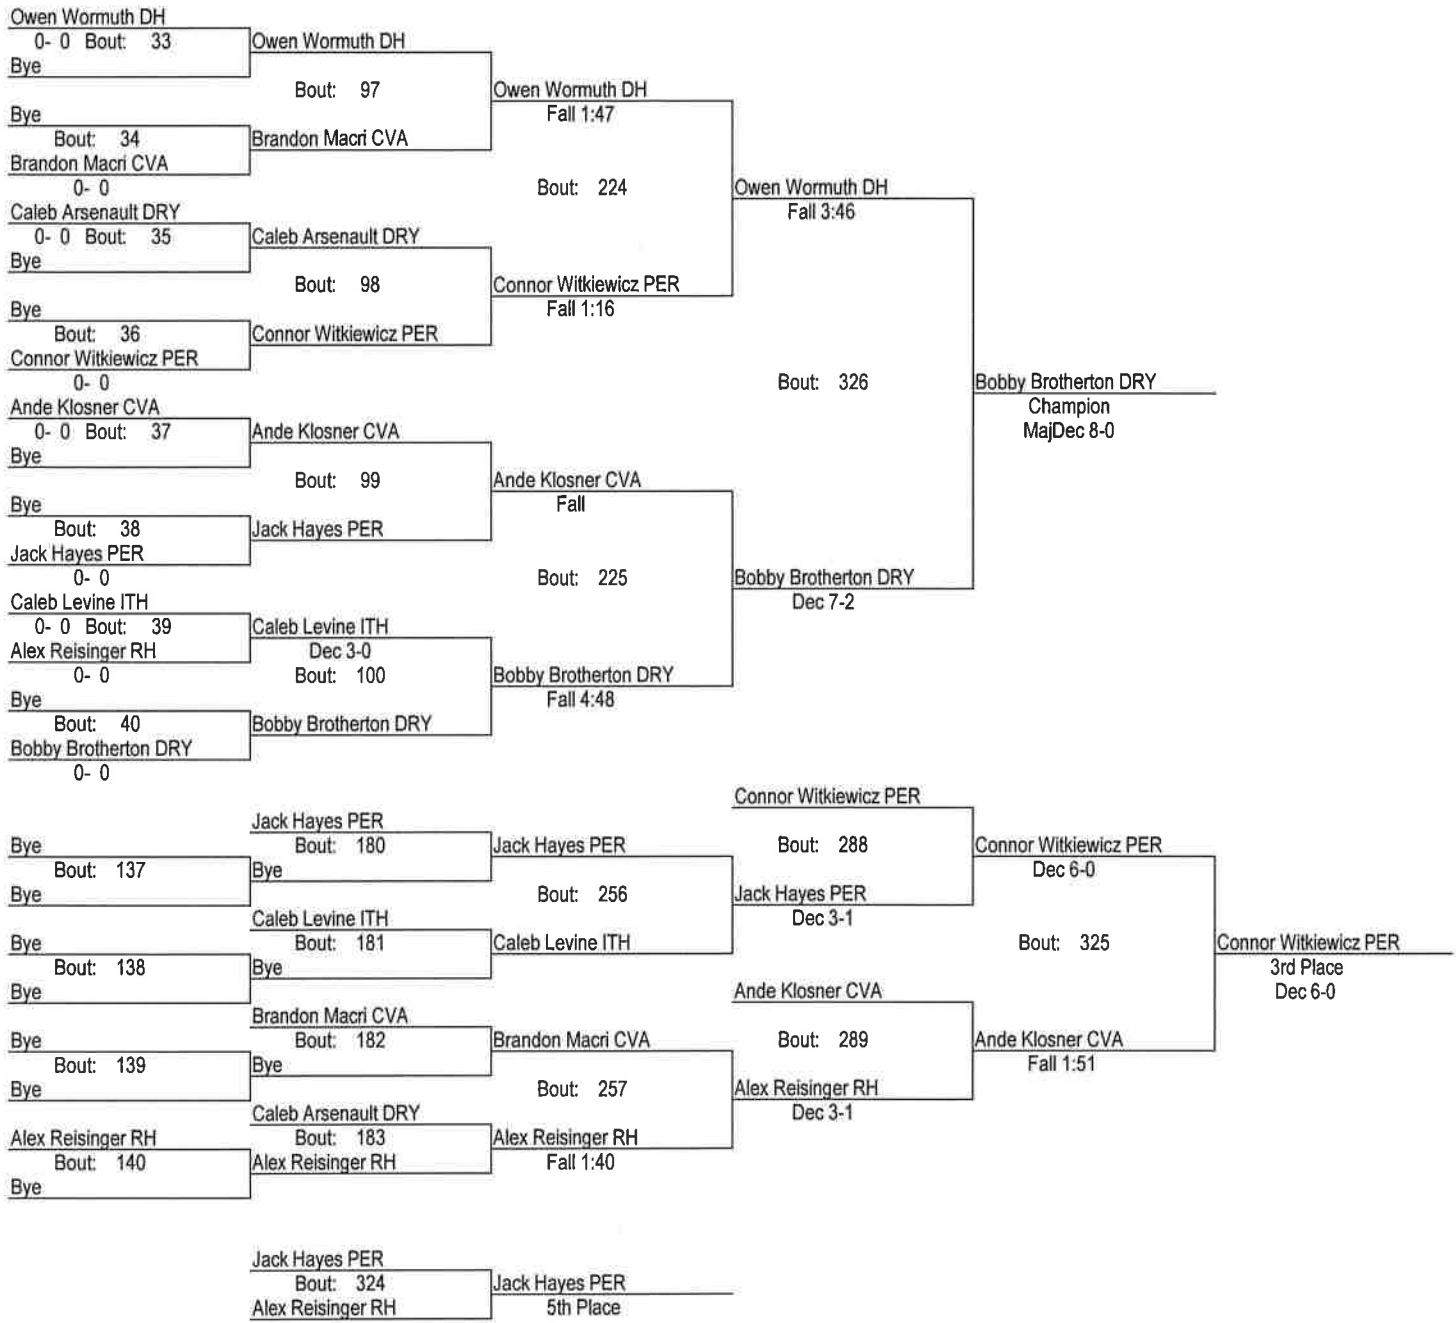 Owen Wormuth DH
0- 0 Bout: 33
Bye
Owen Wormuth DH
Bout: 97
Bye
Bout: 34
Brandon Macri CVA
0- 0
Brandon Macri CVA
Owen Wormuth DH
Fall 1:47
Bout: 224
Caleb Arsenault DRY
0- 0 Bout: 35
Bye
Caleb Arsenault DRY
Bout: 98
Bye
Bout: 36
Connor Witkiewicz PER
0- 0
Connor Witkiewicz PER
Connor Witkiewicz PER
Fall 1:16
Owen Wormuth DH
Fall 3:46
Bout: 326
Ande Klosner CVA
0- 0 Bout: 37
Bye
Ande Klosner CVA
Bout: 99
Bye
Bout: 38
Jack Hayes PER
0- 0
Jack Hayes PER
Ande Klosner CVA
Fall
Bout: 225
Caleb Levine ITH
0- 0 Bout: 39
Alex Reisinger RH
0- 0
Caleb Levine ITH
Dec 3-0
Bout: 100
Bye
Bout: 40
Bobby Brotherton DRY
0- 0
Bobby Brotherton DRY
Bobby Brotherton DRY
Fall 4:48
Bobby Brotherton DRY
Dec 7-2
Bobby Brotherton DRY
Champion
MajDec 8-0
Bye
Bout: 137
Bye
Jack Hayes PER
Bout: 180
Bye
Jack Hayes PER
Bout: 256
Bye
Bout: 138
Bye
Caleb Levine ITH
Bout: 181
Bye
Caleb Levine ITH
Connor Witkiewicz PER
Bout: 288
Jack Hayes PER
Dec 3-1
Connor Witkiewicz PER
Dec 6-0
Bout: 325
Bye
Bout: 139
Bye
Brandon Macri CVA
Bout: 182
Bye
Brandon Macri CVA
Bout: 257
Alex Reisinger RH
Bout: 140
Bye
Caleb Arsenault DRY
Bout: 183
Alex Reisinger RH
Alex Reisinger RH
Fall 1:40
Ande Klosner CVA
Bout: 289
Alex Reisinger RH
Dec 3-1
Ande Klosner CVA
Fall 1:51
Connor Witkiewicz PER
3rd Place
Dec 6-0
Jack Hayes PER
Bout: 324
Alex Reisinger RH
Jack Hayes PER
5th Place